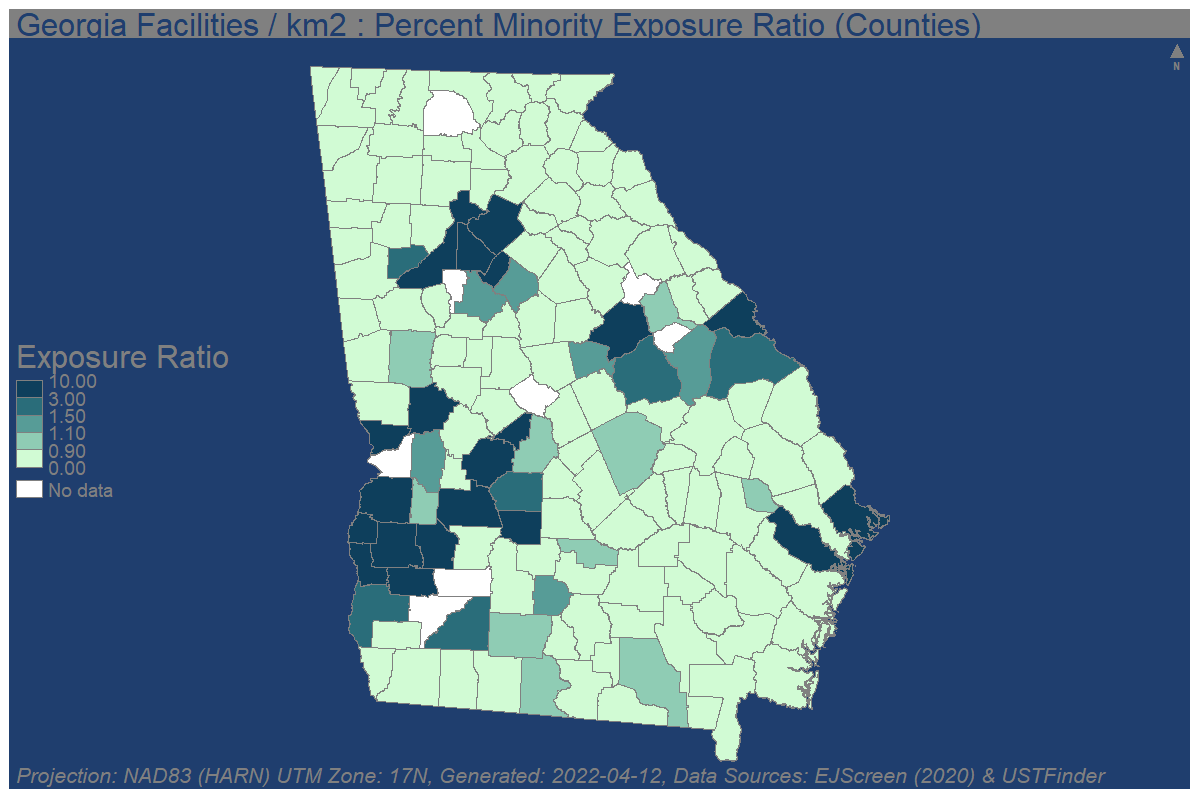 Georgia Facilities / km2 : Percent Minority Exposure Ratio (Counties)
N
Exposure Ratio
10.00
3.00
1.50
1.10
0.90
0.00
No data
Projection: NAD83 (HARN) UTM Zone: 17N, Generated: 2022-04-12, Data Sources: EJScreen (2020) & USTFinder